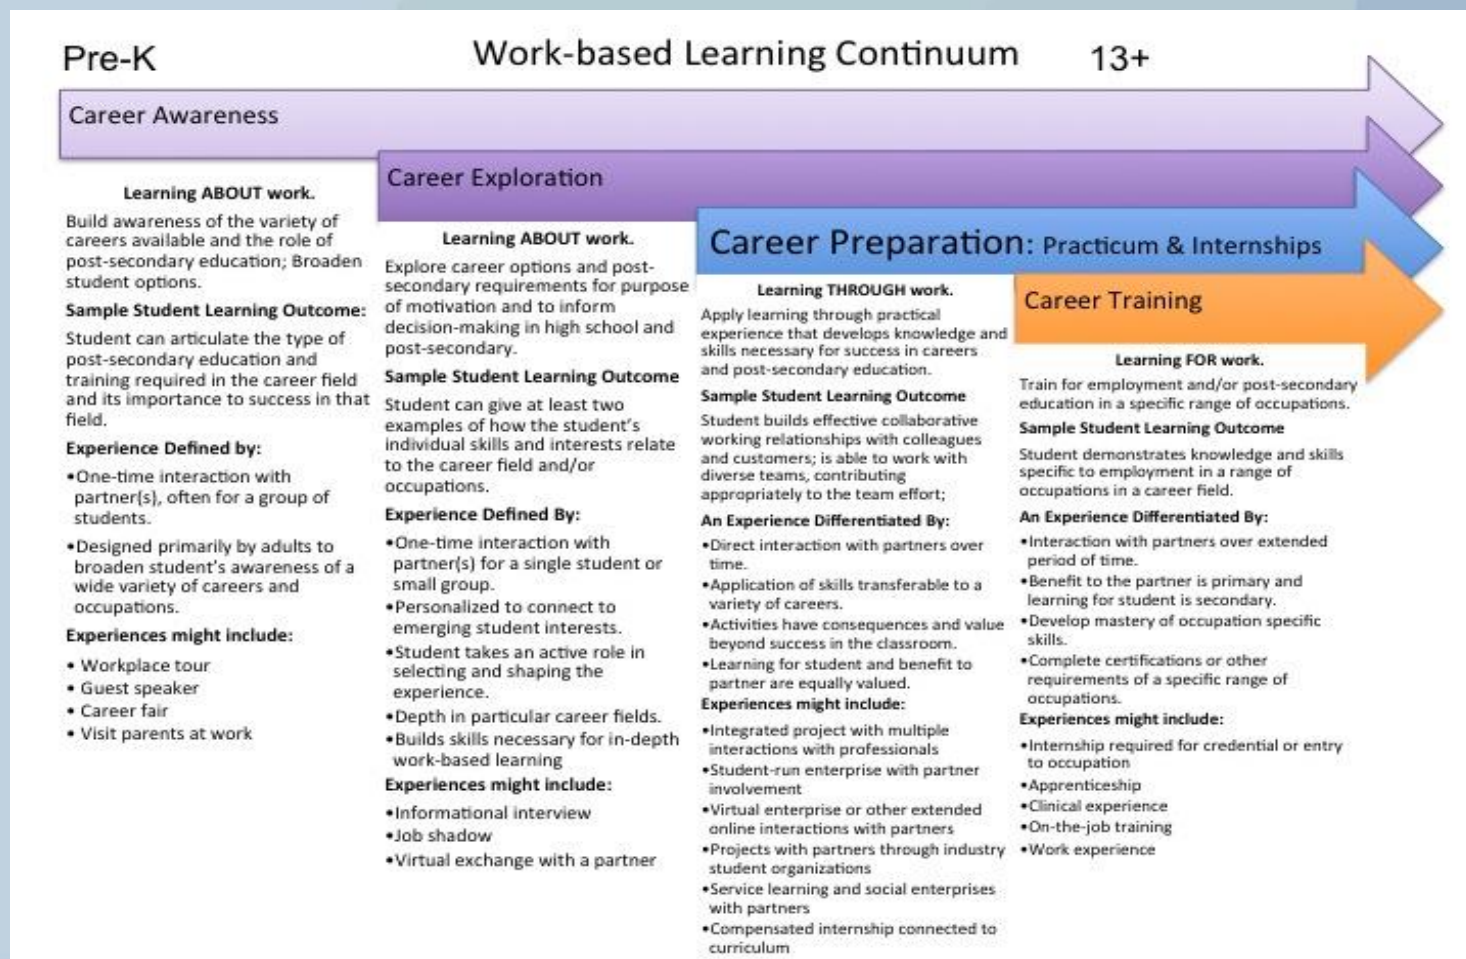 Pre-K
Work-based Learning Continuum
13+
Career Awareness
Learning ABOUT work.
Build awareness of the variety of
careers available and the role of
post-secondary education; Broaden
student options.
Sample Student Learning Outcome:
Student can articulate the type of
post-secondary education and
training required in the career field
and its importance to success in that
field.
Experience Defined by:
•One-time interaction with
partner(s), often for a group of
students.
•Designed primarily by adults to
broaden student's awareness of a
wide variety of careers and
occupations.
Experiences might include:
• Workplace tour
• Guest speaker
• Career fair
• Visit parents at work
Career Exploration
Learning ABOUT work.
Explore career options and post-
secondary requirements for purpose
of motivation and to inform
decision-making in high school and
post-secondary.
Sample Student Learning Outcome
Student can give at least two
examples of how the student's
individual skills and interests relate
to the career field and/or
occupations.
Experience Defined By:
•One-time interaction with
partner(s) for a single student or
small group.
•Personalized to connect to
emerging student interests.
•Student takes an active role in
selecting and shaping the
experience.
•Depth in particular career fields.
•Builds skills necessary for in-depth
work-based learning
Experiences might include:
•Informational interview
•Job shadow
•Virtual exchange with a partner
Career Preparation: Practicum & Internships
Learning THROUGH work.
Apply learning through practical
experience that develops knowledge and
skills necessary for success in careers
and post-secondary education.
Sample Student Learning Outcome
Student builds effective collaborative
working relationships with colleagues
and customers; is able to work with
diverse teams, contributing
appropriately to the team effort;
An Experience Differentiated By:
•Direct interaction with partners over
time.
•Application of skills transferable to a
variety of careers.
•Activities have consequences and value
beyond success in the classroom.
•Learning for student and benefit to
partner are equally valued.
Experiences might include:
•Integrated project with multiple
interactions with professionals
•Student-run enterprise with partner
involvement
•Virtual enterprise or other extended
online interactions with partners
•Projects with partners through industry
student organizations
•Service learning and social enterprises
with partners
•Compensated internship connected to
curriculum
Career Training
Learning FOR work.
Train for employment and/or post-secondary
education in a specific range of occupations.
Sample Student Learning Outcome
Student demonstrates knowledge and skills
specific to employment in a range of
occupations in a career field.
An Experience Differentiated By:
•Interaction with partners over extended
period of time.
•Benefit to the partner is primary and
learning for student is secondary.
•Develop mastery of occupation specific
skills.
•Complete certifications or other
requirements of a specific range of
occupations.
Experiences might include:
•Internship required for credential or entry
to occupation
•Apprenticeship
•Clinical experience
•On-the-job training
•Work experience